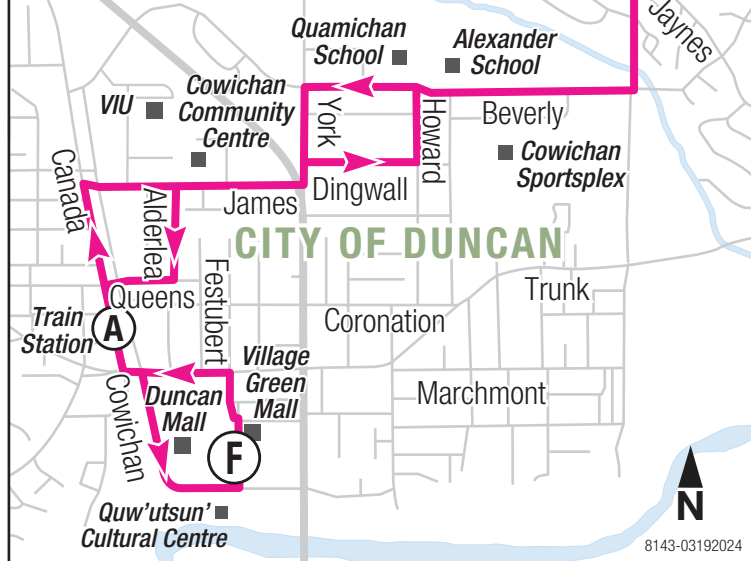 Jaynes
Quamichan
School
Alexander
School
Cowichan
Community
Centre
VIU
York
Howard
Beverly
Cowichan
Sportsplex
Canada
Alderlea
James
Dingwall
CITY OF DUNCAN
Queens
Festubert
Trunk
Train
Station
A
Coronation
Cowichan
Duncan
Mall
Village
Green
Mall
Marchmont
F
N
Quw'utsun'
Cultural Centre
8143-03192024